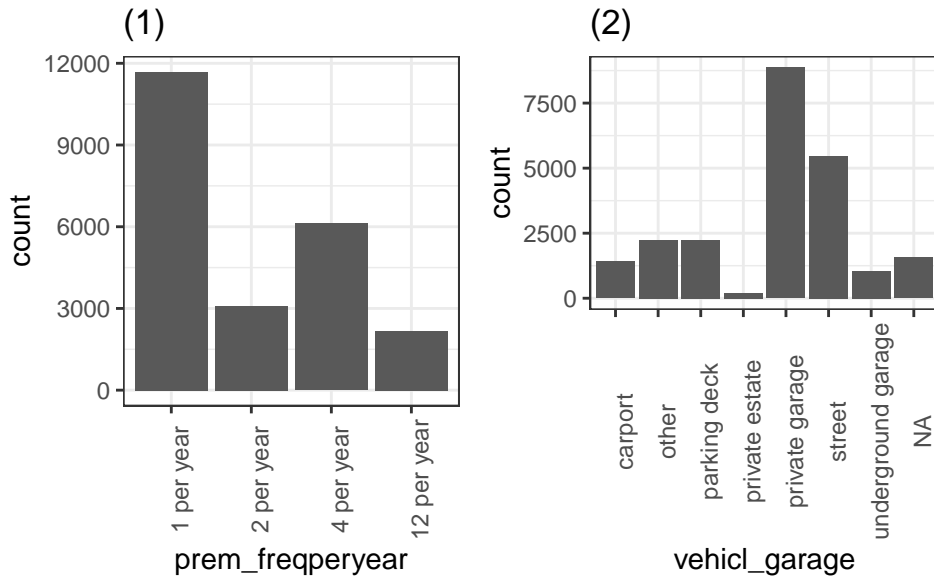 (1)
count
12000
9000
6000
3000
0
1 per year
2 per year
4 per year
12 per year
prem_freqperyear
(2)
count
7500
5000
2500
0
carport
other
parking deck
private estate
private garage
street
underground garage
NA
vehicl_garage